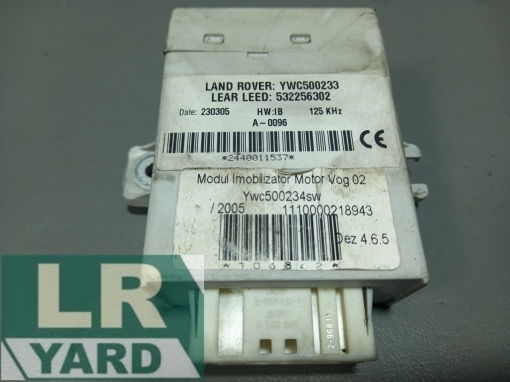 LAND ROVER: YWC500233
LEAR LEED: 532256302
Date: 230305 HW:IB 125 KHz
A-0096
*2440011537*
CE
Modul Imobilizator Motor Vog 02
Ywc500234sw
/ 2005 1110000218943
Dez 4.6.5
LR
YARD